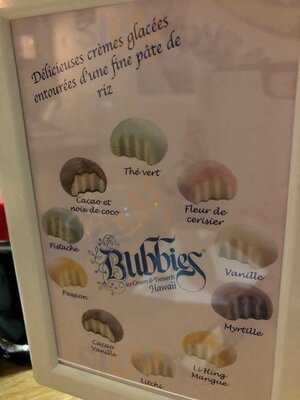 Délicieuses crèmes glacées
entourées d'une fine pâte de
riz
Thé vert
Cacao et
noix de coco
Fleur de
cerisier
Pistache
Bubbies
Ice Cream & Desserts
Hawaii
Vanille
Passion
Myrtille
Cacao
Vanille
Li Hing
Mangue
Litchi